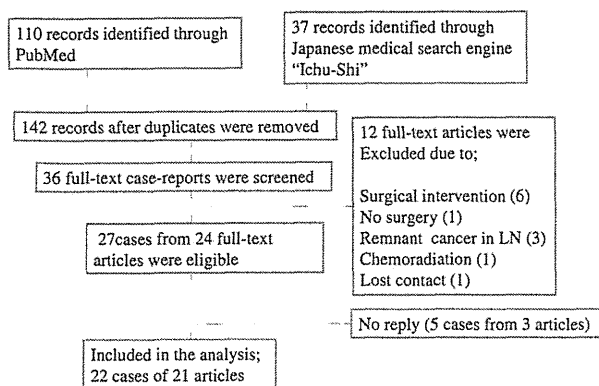 110 records identified through
PubMed
37 records identified through
Japanese medical search engine
“Ichu-Shi”
142 records after duplicates were removed
36 full-text case-reports were screened
12 full-text articles were
Excluded due to;
Surgical intervention (6)
No surgery (1)
Remnant cancer in LN (3)
Chemoradiation (1)
Lost contact (1)
27cases from 24 full-text
articles were eligible
No reply (5 cases from 3 articles)
Included in the analysis;
22 cases of 21 articles